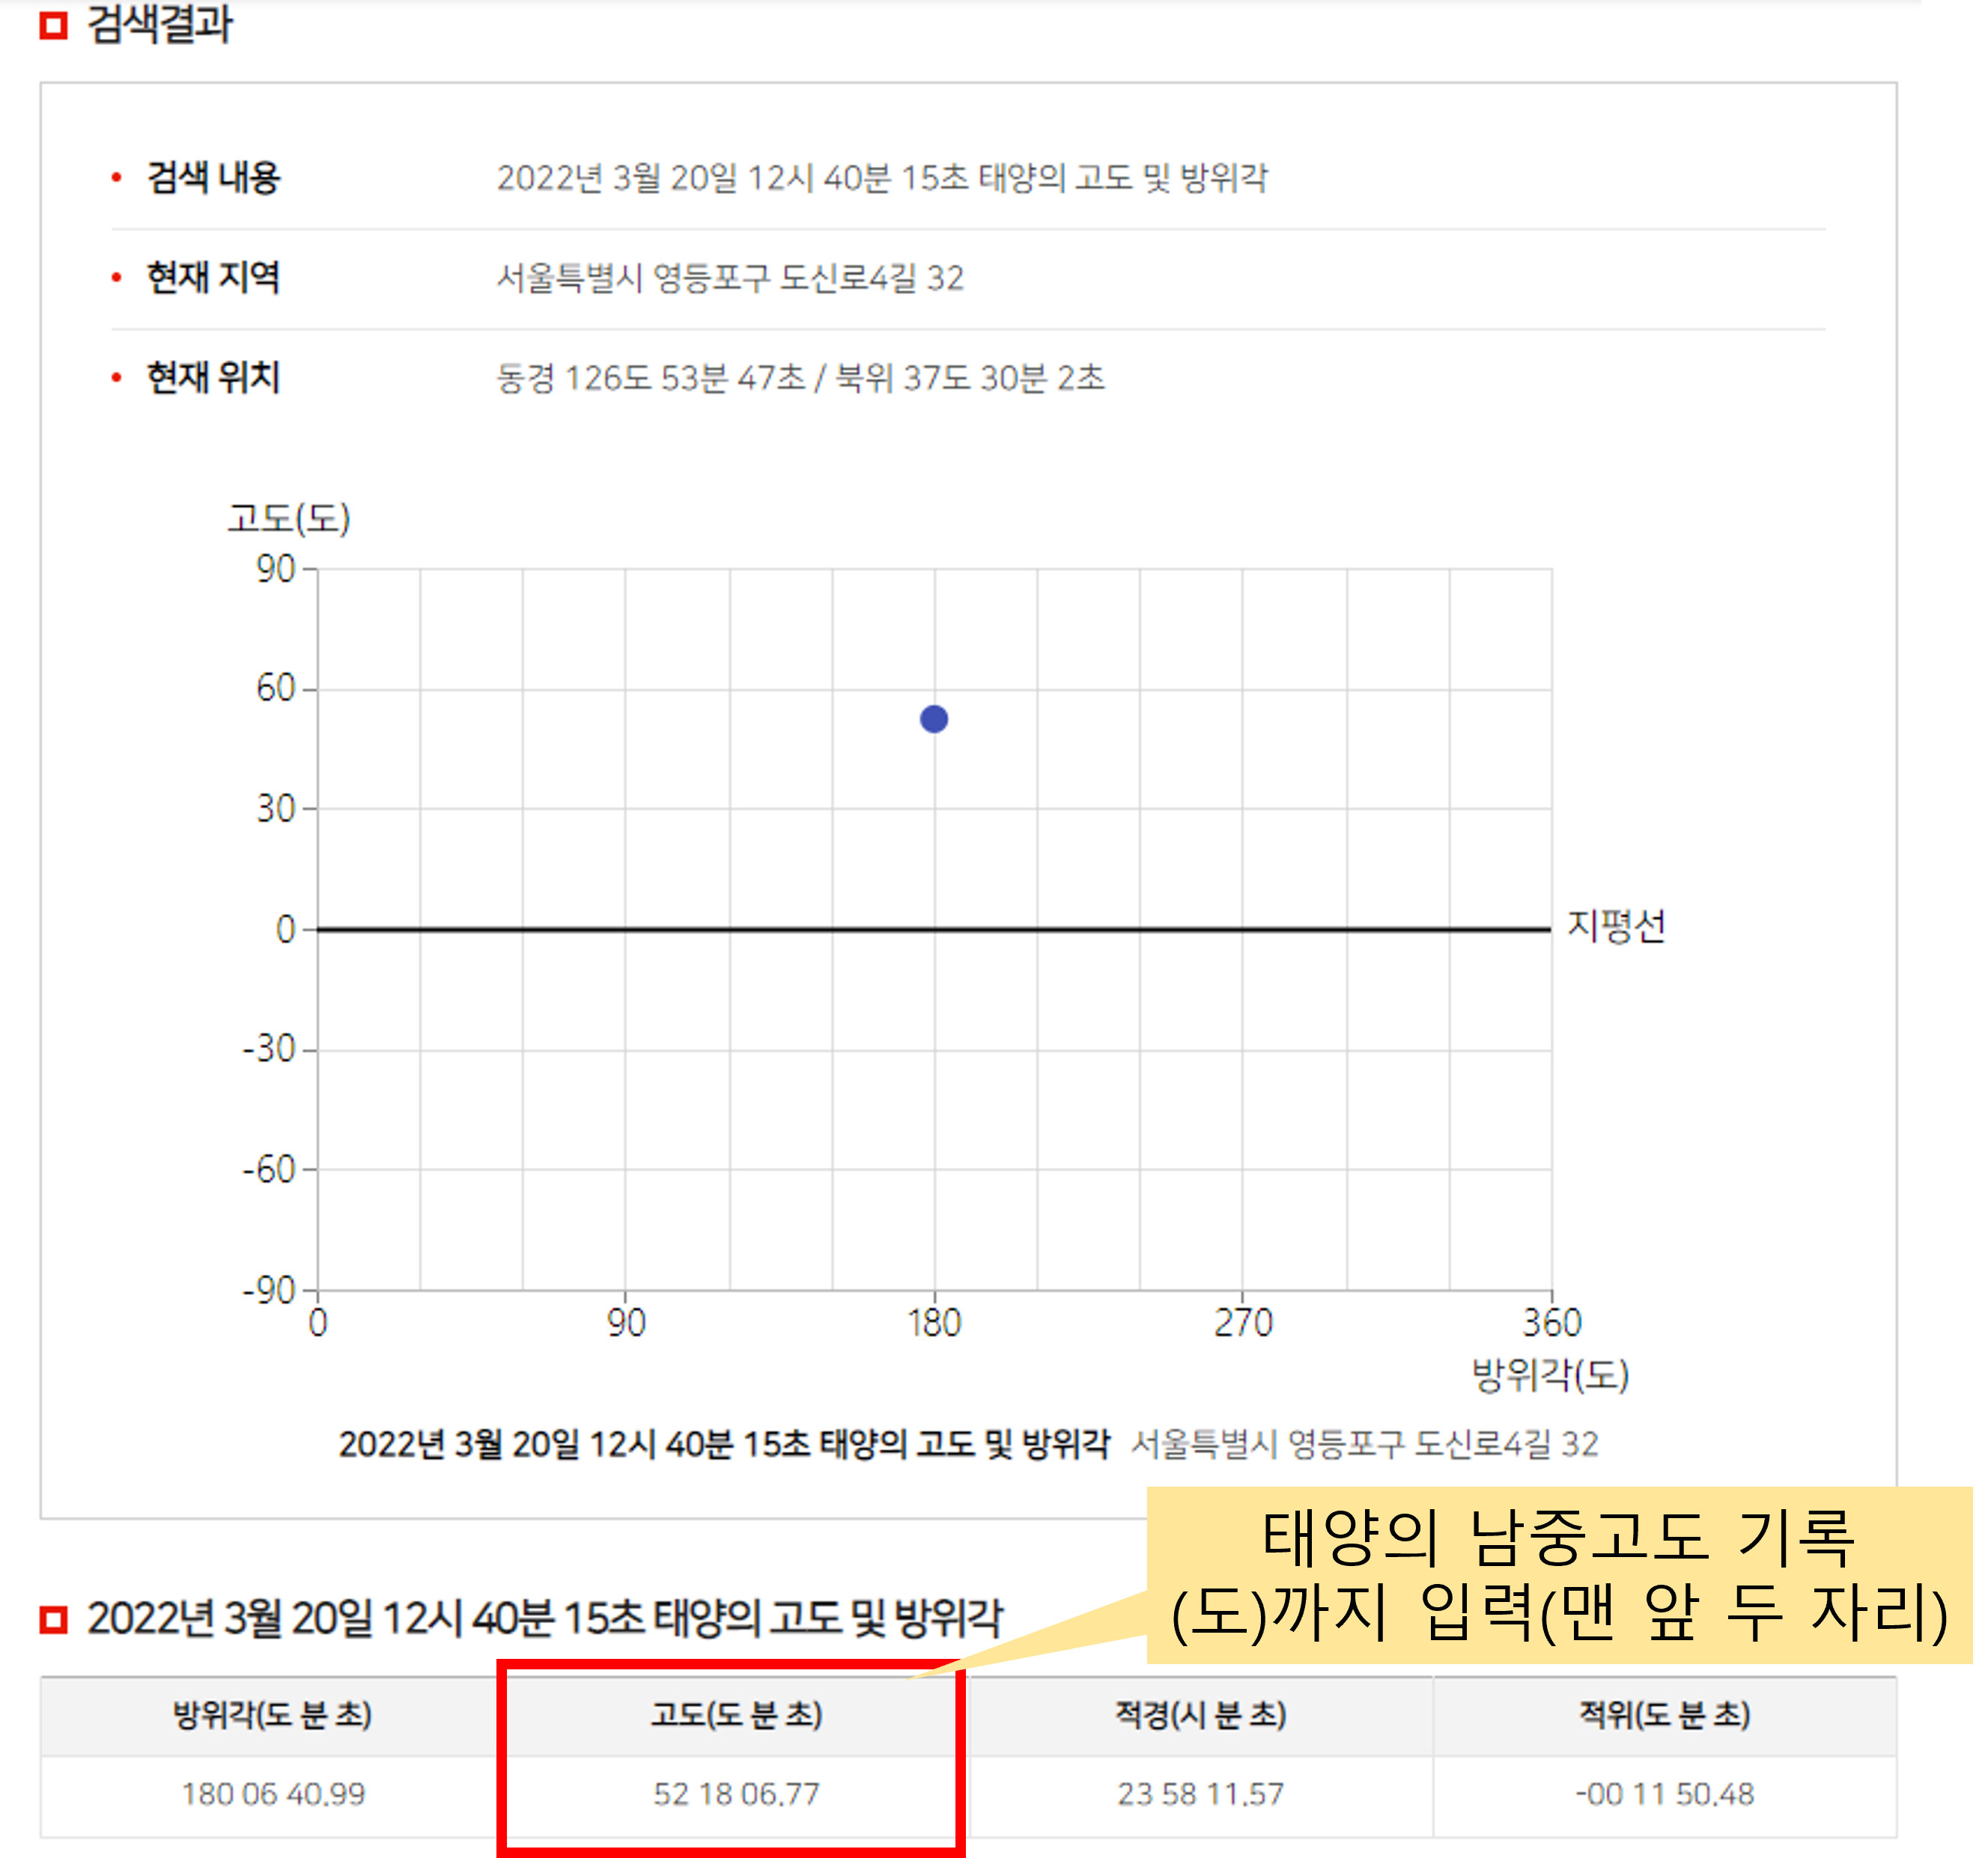 검색결과
검색 내용 2022년 3월 20일 12시 40분 15초 태양의 고도 및 방위각
현재 지역 서울특별시 영등포구 도신로4길 32
현재 위치 동경 126도 53분 47초 / 북위 37도 30분 2초
고도(도)
90
60
30
0 지평선
-30
-60
-90
0 90 180 270 360
방위각(도)
2022년 3월 20일 12시 40분 15초 태양의 고도 및 방위각 서울특별시 영등포구 도신로4길 32
태양의 남중고도 기록
(도)까지 입력(맨 앞 두 자리)
2022년 3월 20일 12시 40분 15초 태양의 고도 및 방위각
방위각(도 분 초) 고도(도 분 초) 적경(시 분 초) 적위(도 분 초)
180 06 40.99 52 18 06.77 23 58 11.57 -00 11 50.48